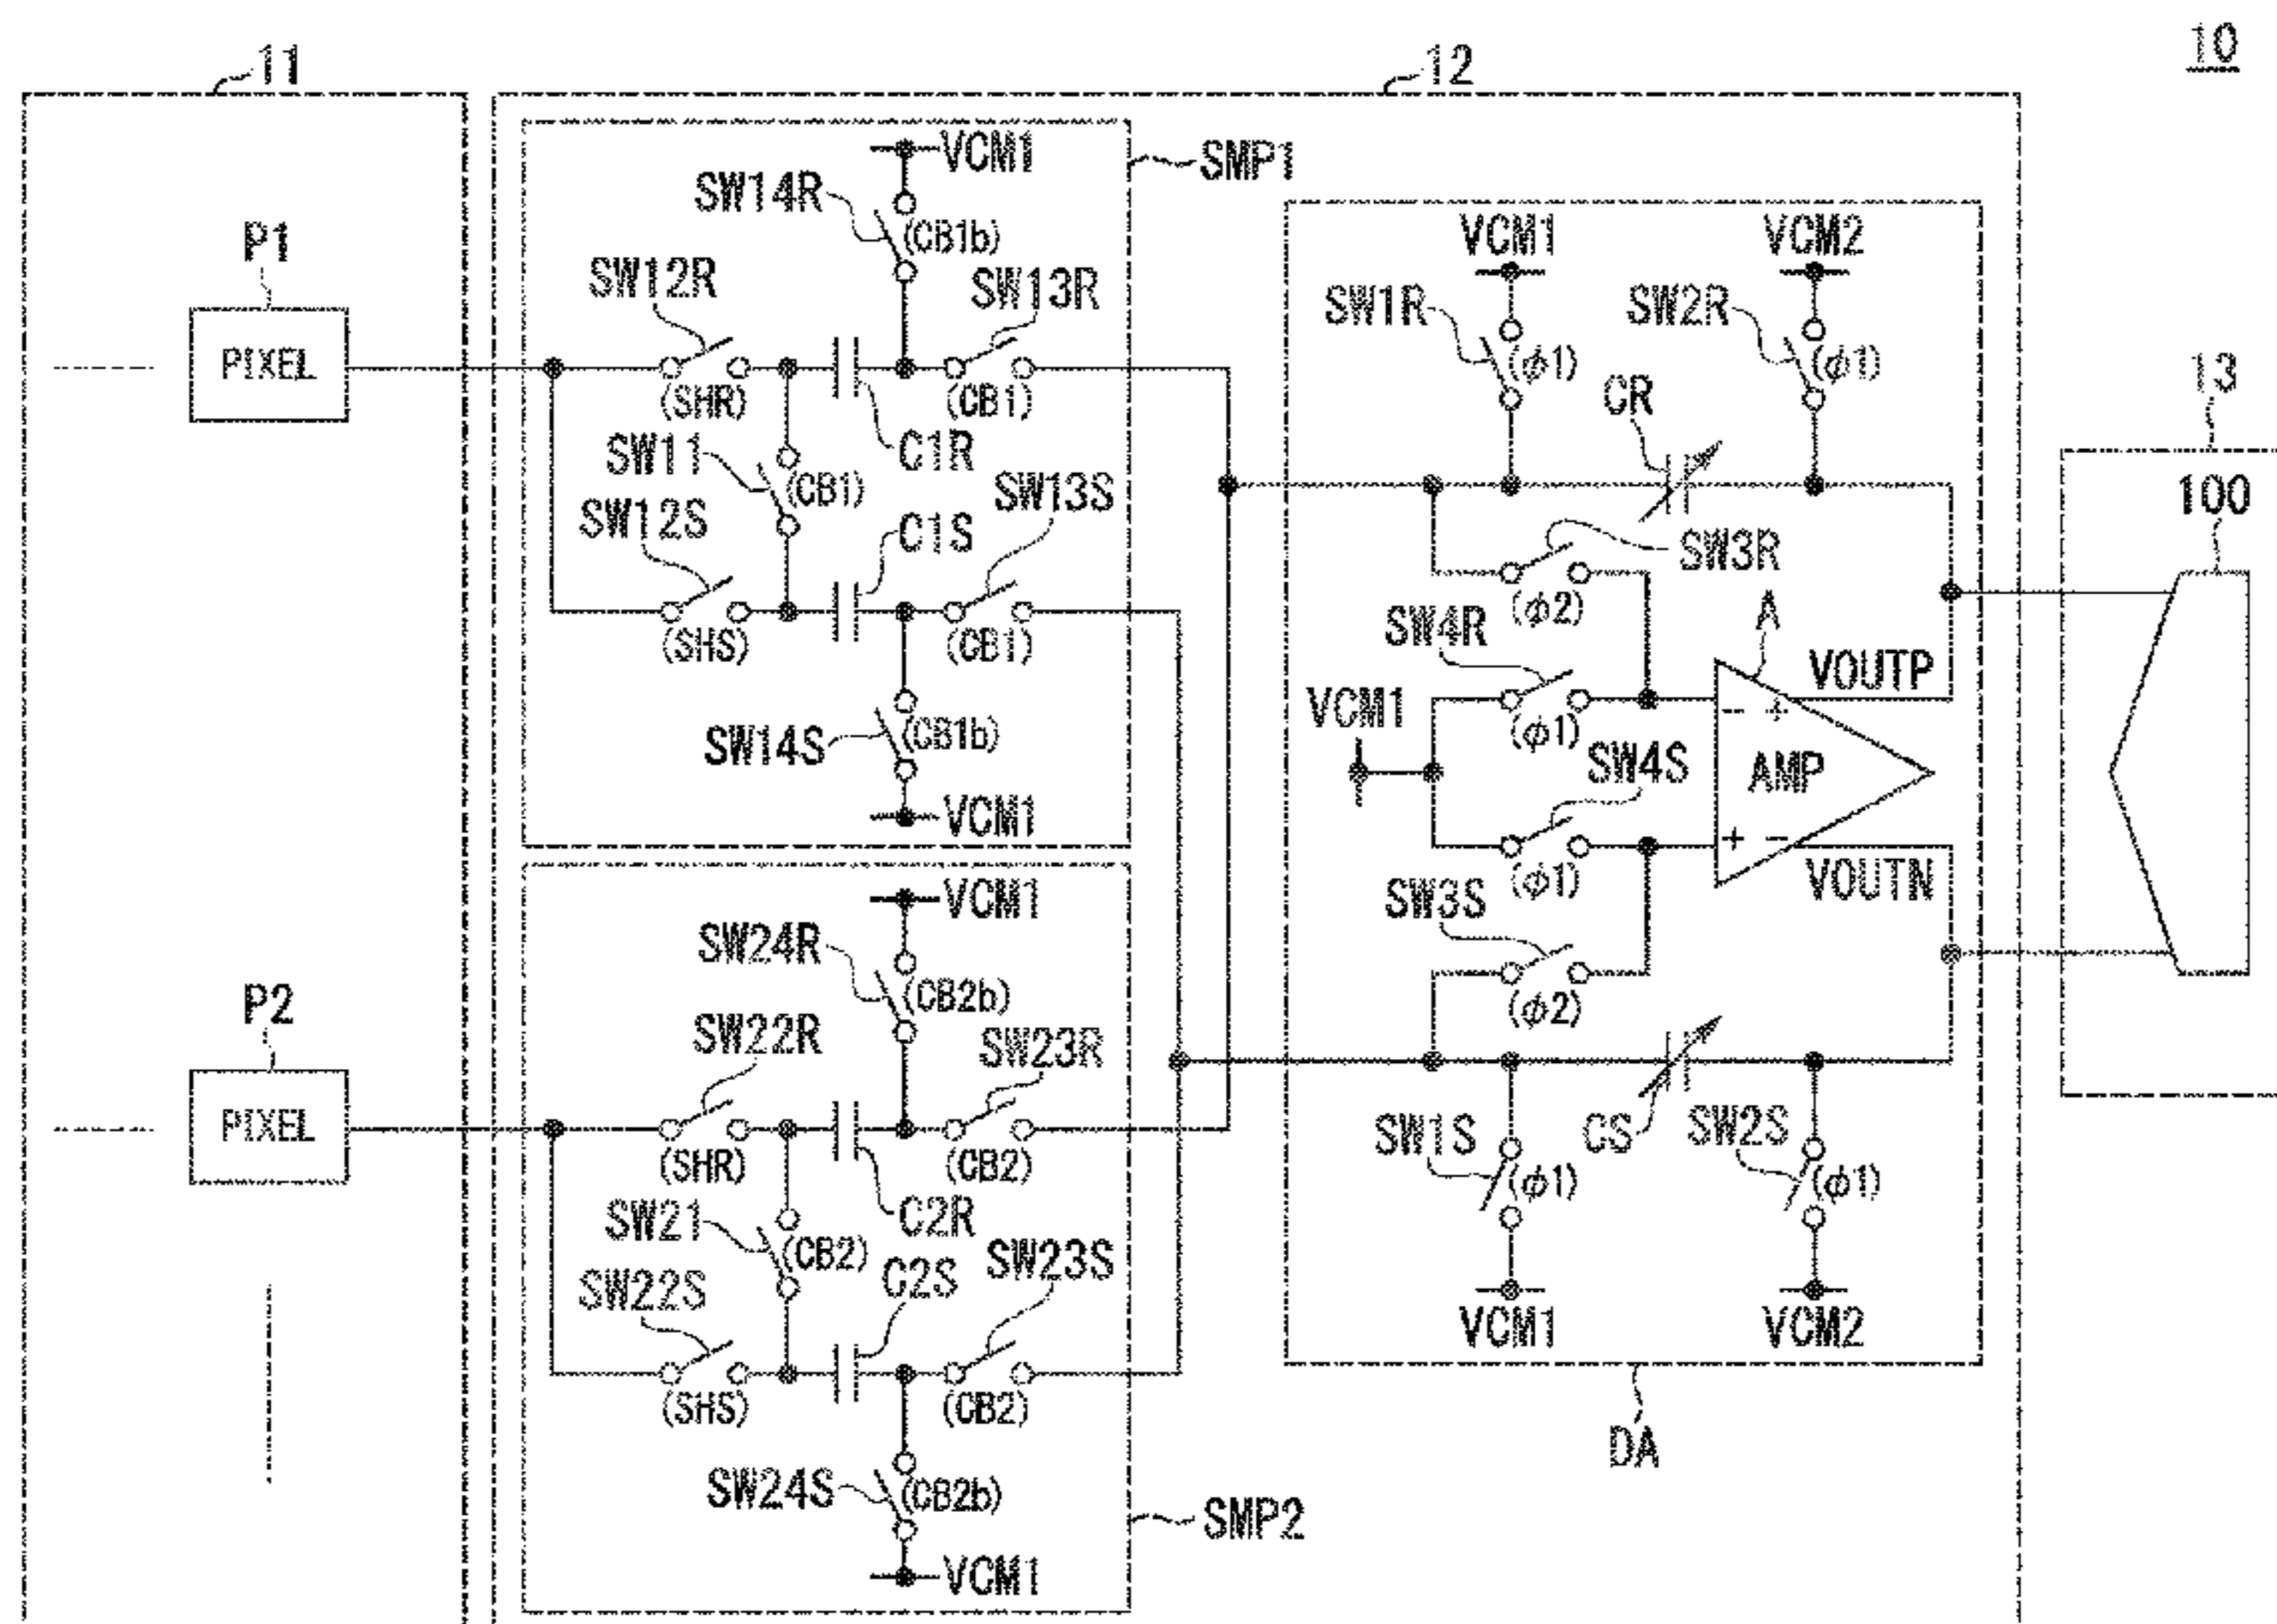 10
11
12
VCM1
SMP1
SW14R
(CB1b)
P1
SW12R
SW13R
PIXEL
(SHR)
(CB1)
C1R
SW11
(CB1)
SW12S
SW13S
C1S
(SHS)
(CB1)
SW14S
(CB1b)
VCM1
VCM1
VCM2
SW1R
SW2R
(φ1)
(φ1)
CR
13
100
SW3R
(φ2)
SW4R
A
VOUTP
VCM1
(φ1)
- +
SW4S
AMP
+ -
(φ1)
VOUTN
SW3S
(φ2)
SW1S
CS
SW2S
(φ1)
(φ1)
VCM1
VCM2
DA
VCM1
SW24R
(CB2b)
P2
SW22R
SW23R
PIXEL
(SHR)
(CB2)
C2R
SW21
(CB2)
SW22S
SW23S
C2S
(SHS)
(CB2)
SW24S
(CB2b)
SMP2
VCM1